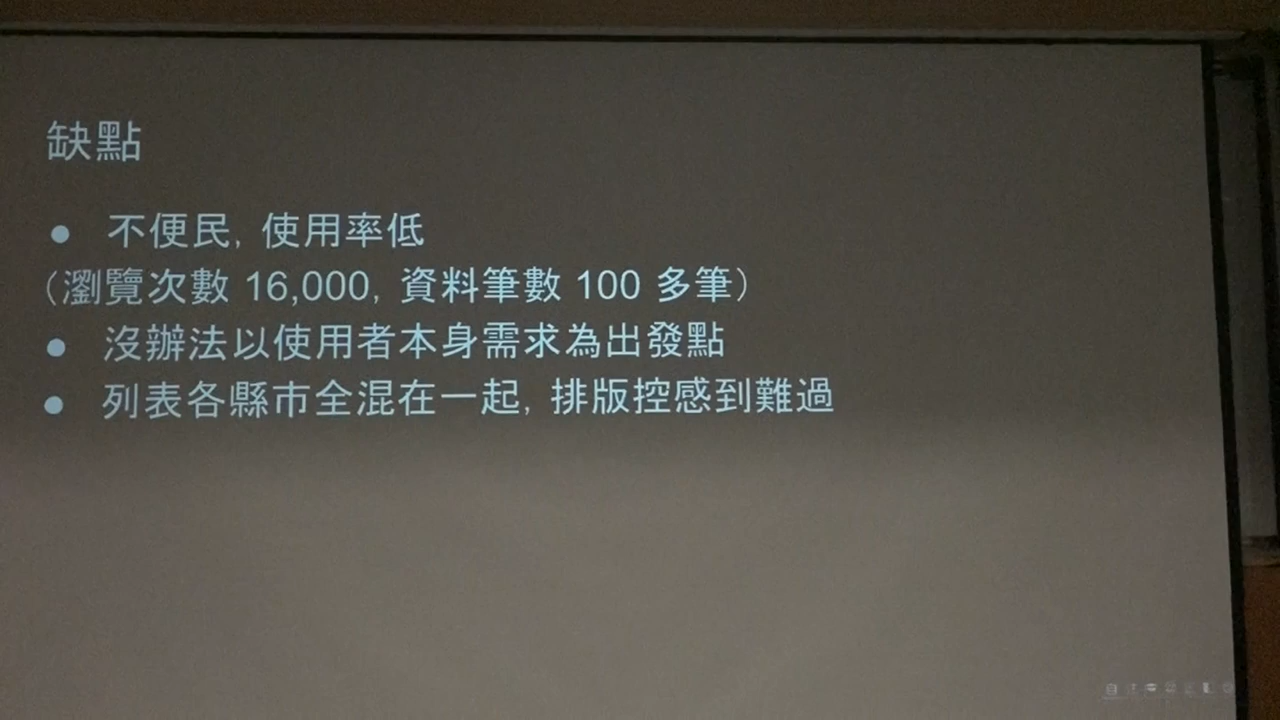 缺點
● 不便民, 使用率低
(瀏覽次數 16,000, 資料筆數 100 多筆)
● 沒辦法以使用者本身需求為出發點
● 列表各縣市全混在一起, 排版控感到難過